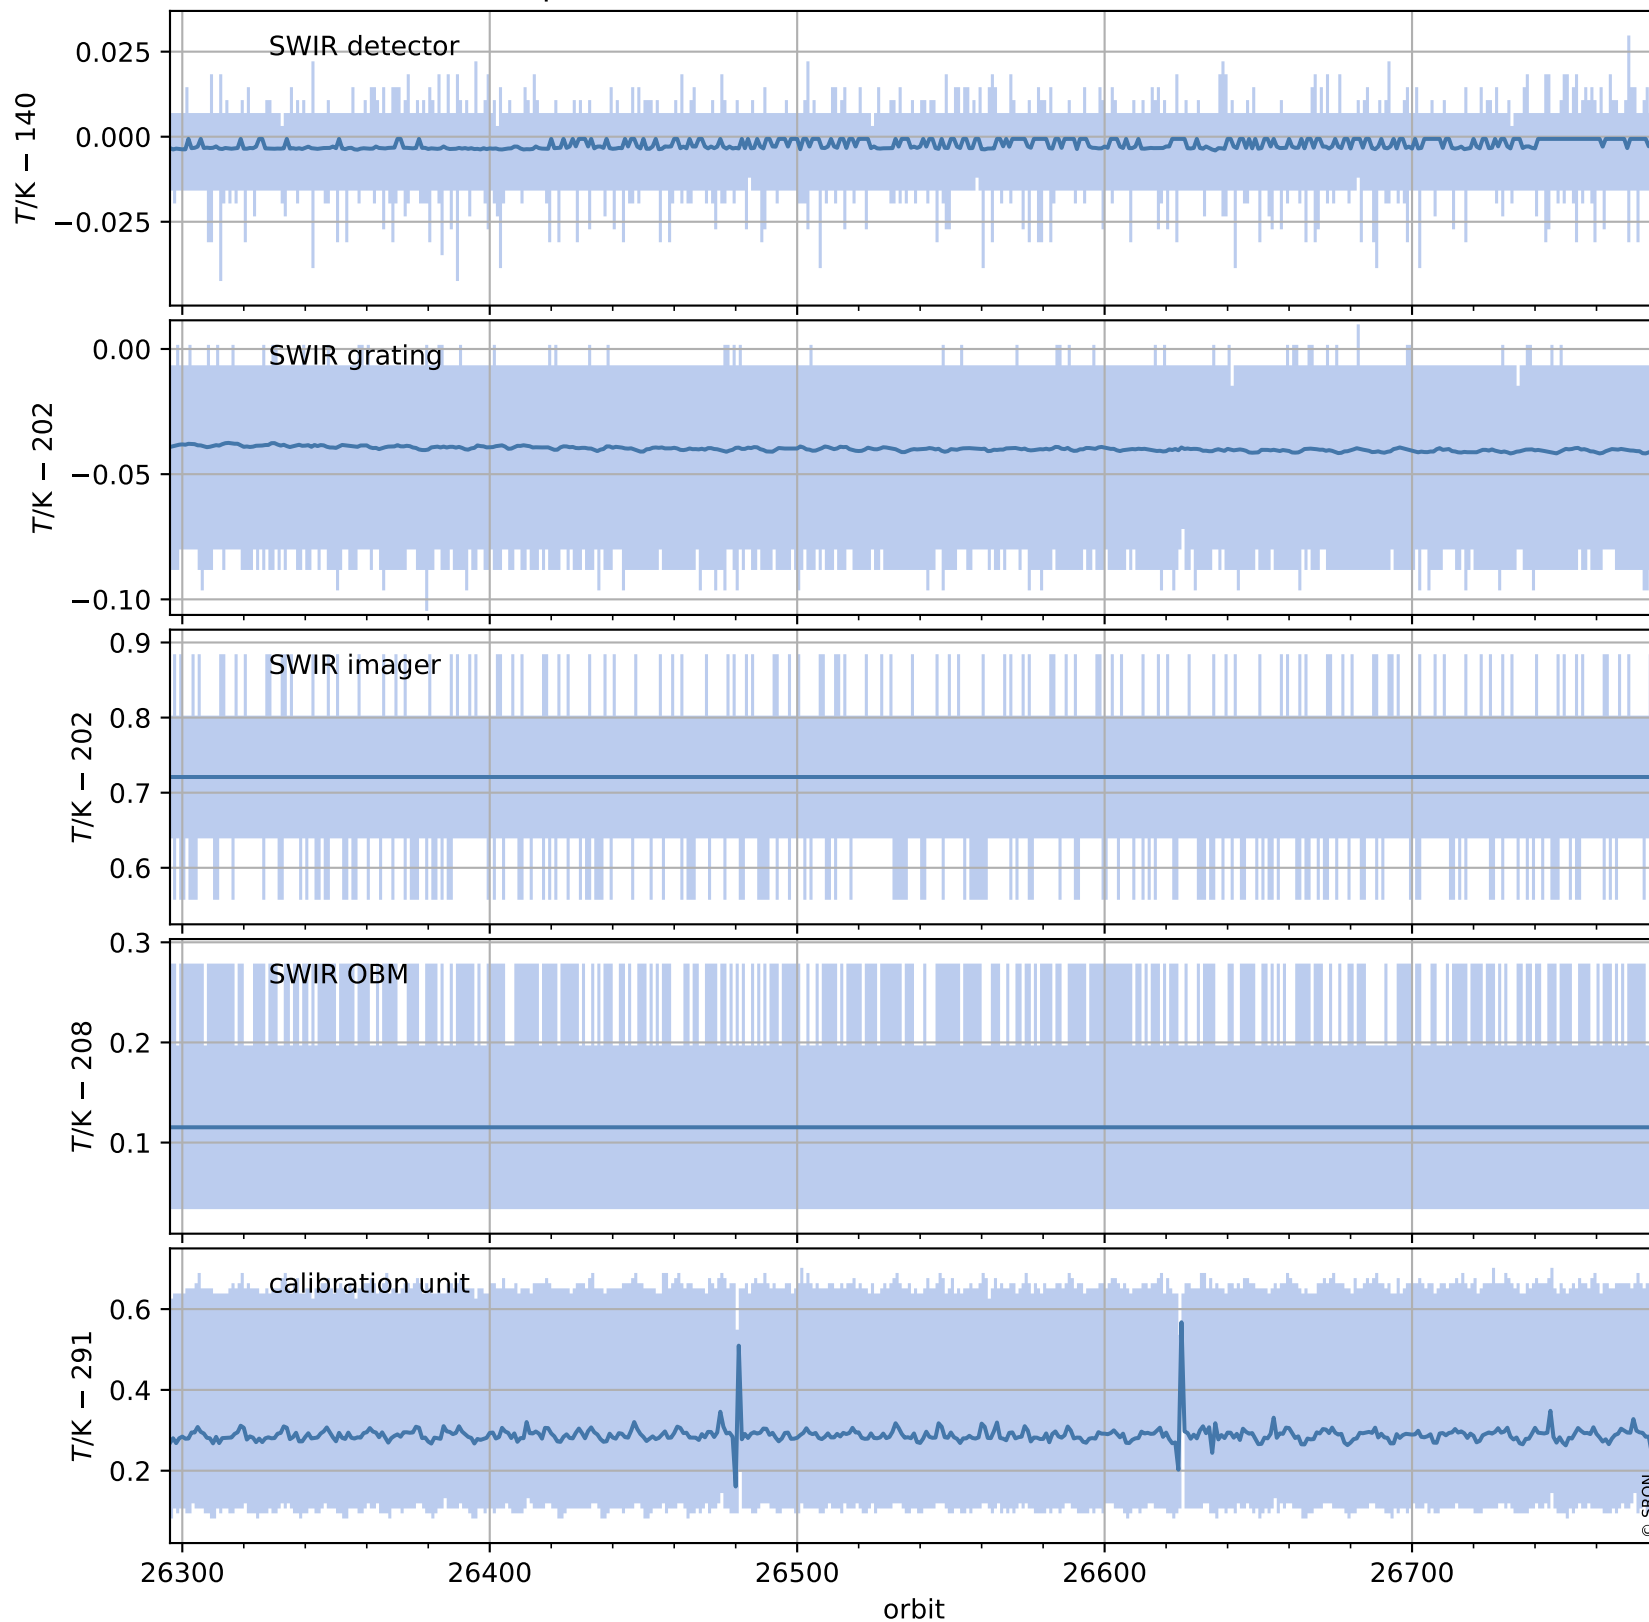 SWIR detector
0.025
0.000
−0.025
T/K − 140
SWIR grating
0.00
−0.05
−0.10
T/K − 202
SWIR imager
0.9
0.8
0.7
0.6
T/K − 202
SWIR OBM
0.3
0.2
0.1
T/K − 208
calibration unit
0.6
0.4
0.2
T/K − 291
© SRON
26300
26400
26500
26600
26700
orbit